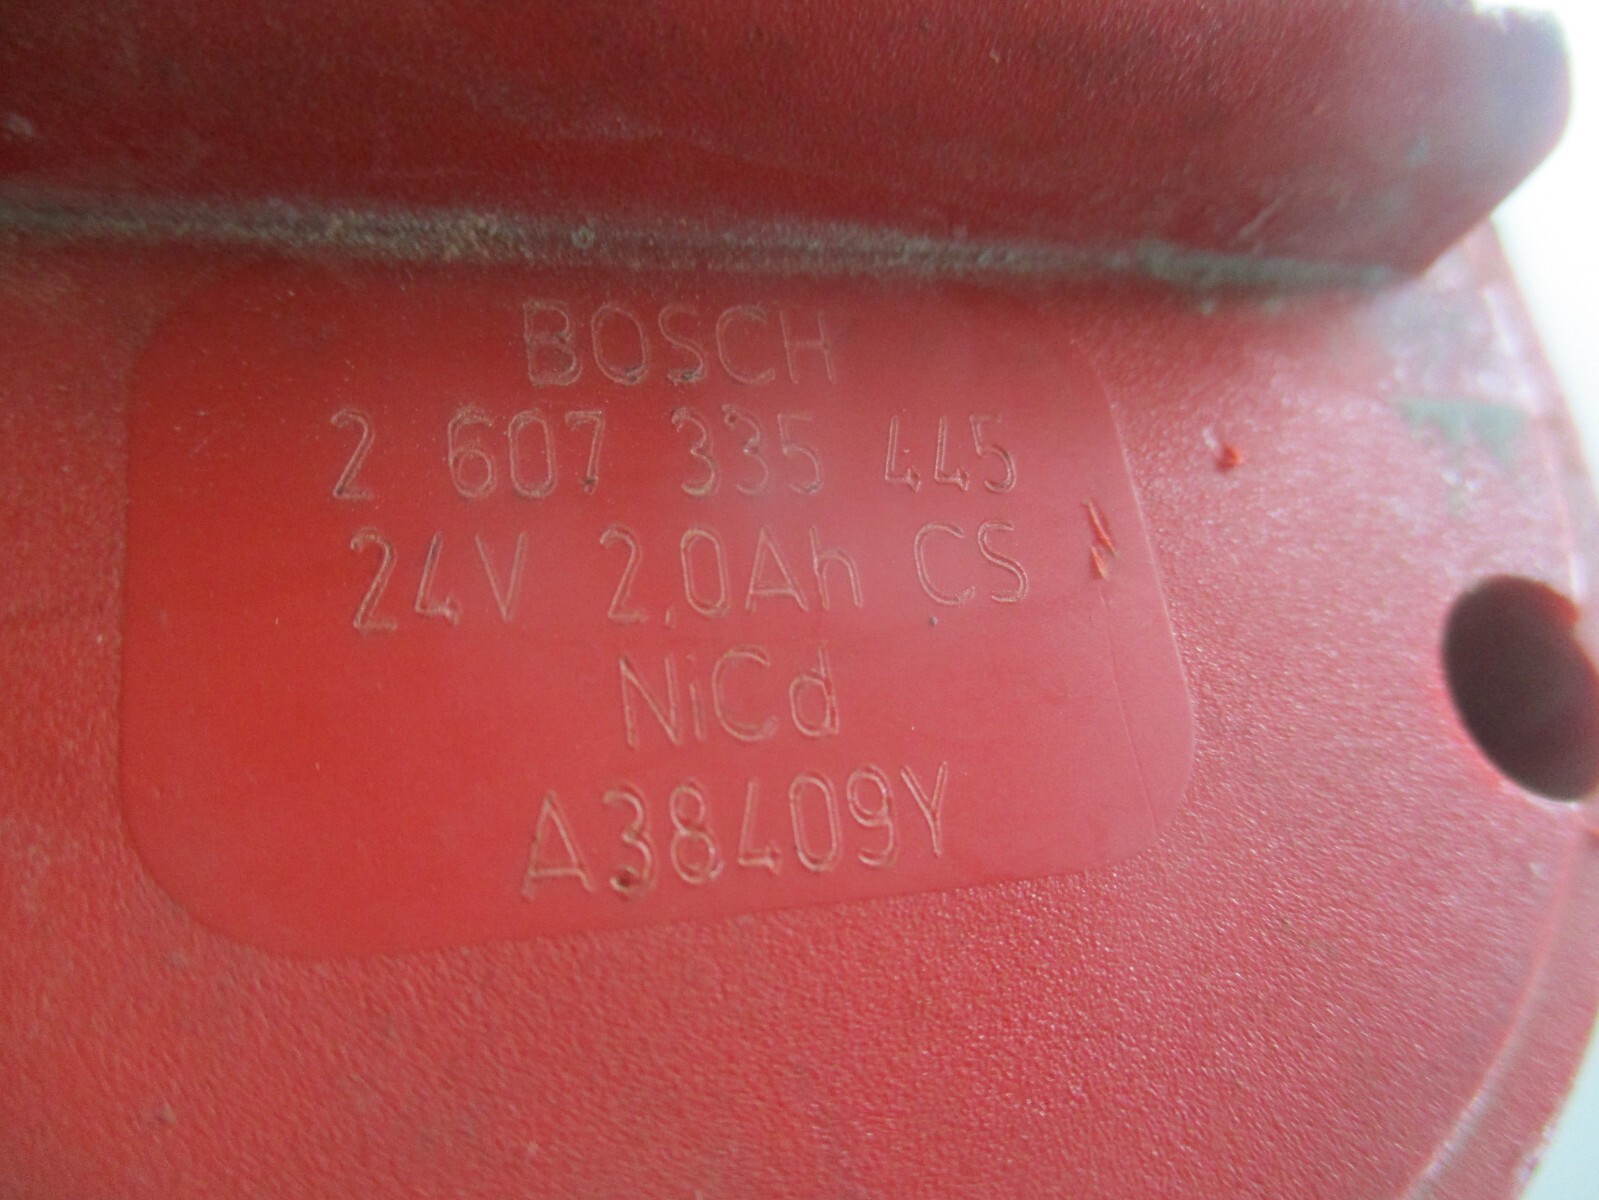 BOSCH
2 607 335 445
24V 2.0Ah CS
NiCd
A38409Y